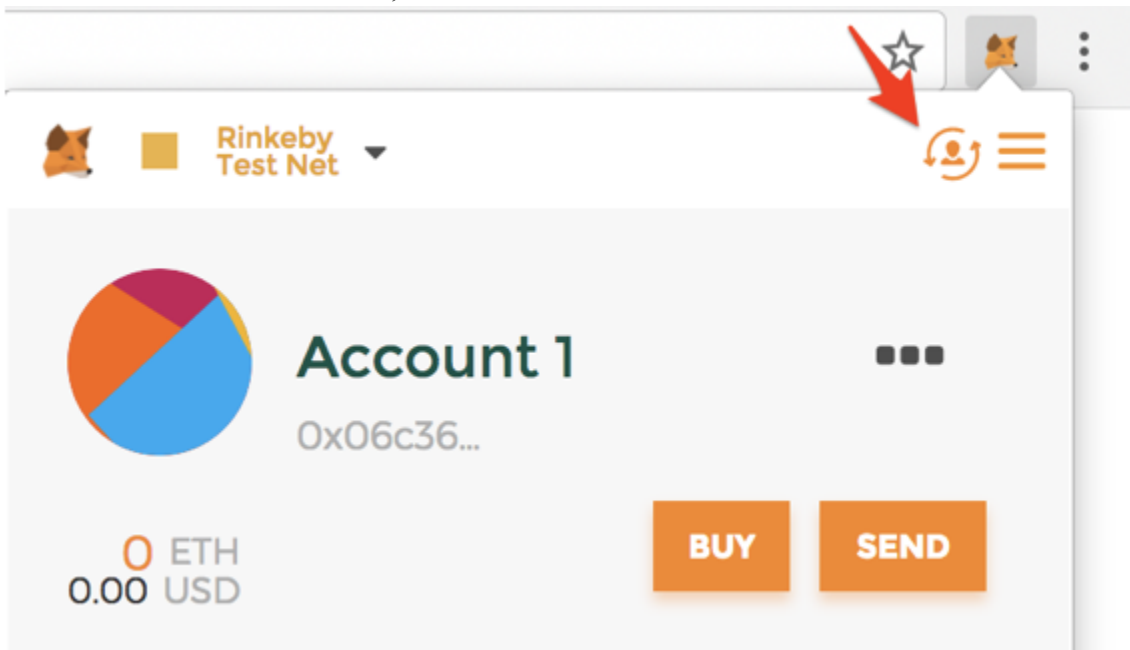 Rinkeby
Test Net
Account 1
0x06c36...
0 ETH
0.00 USD
BUY
SEND